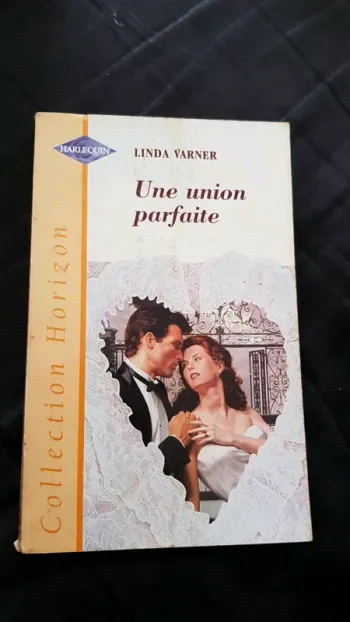 HARLEQUIN
LINDA VARNER
Une union
parfaite
Collection Horizon